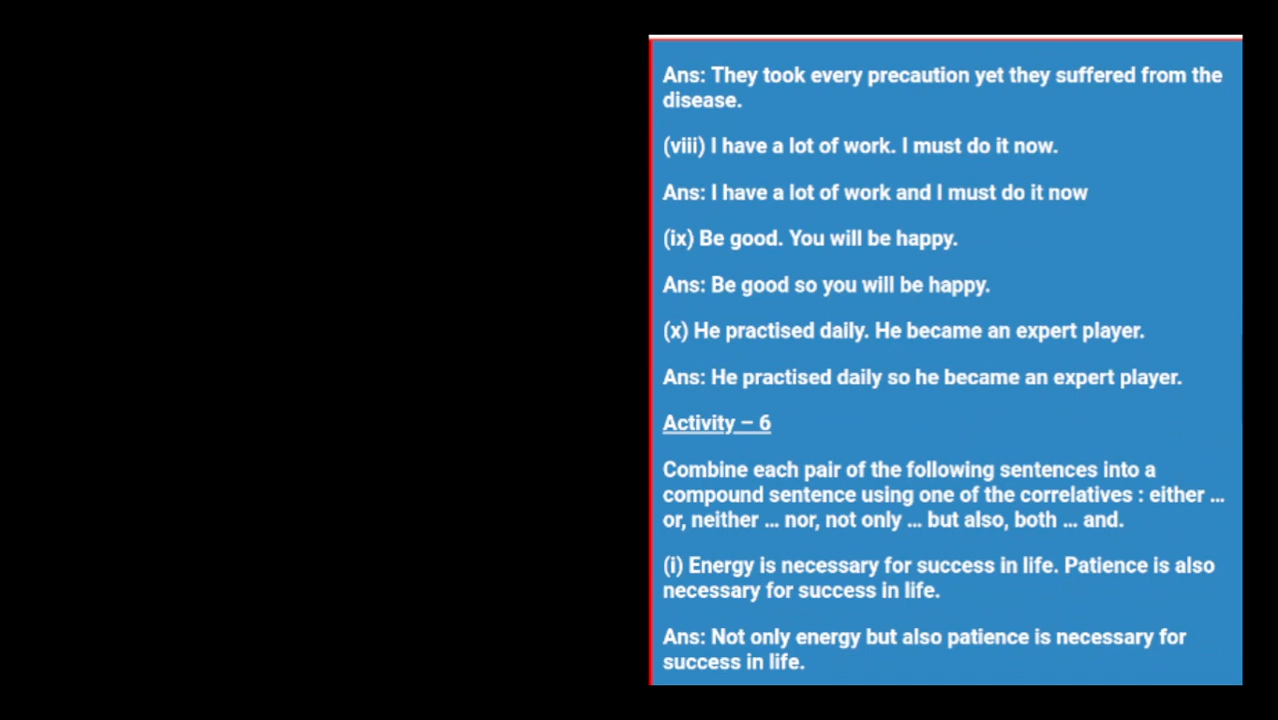 Ans: They took every precaution yet they suffered from the
disease.
(viii) I have a lot of work. I must do it now.
Ans: I have a lot of work and I must do it now
(ix) Be good. You will be happy.
Ans: Be good so you will be happy.
(x) He practised daily. He became an expert player.
Ans: He practised daily so he became an expert player.
Activity – 6
Combine each pair of the following sentences into a
compound sentence using one of the correlatives : either ...
or, neither ... nor, not only ... but also, both ... and.
(i) Energy is necessary for success in life. Patience is also
necessary for success in life.
Ans: Not only energy but also patience is necessary for
success in life.